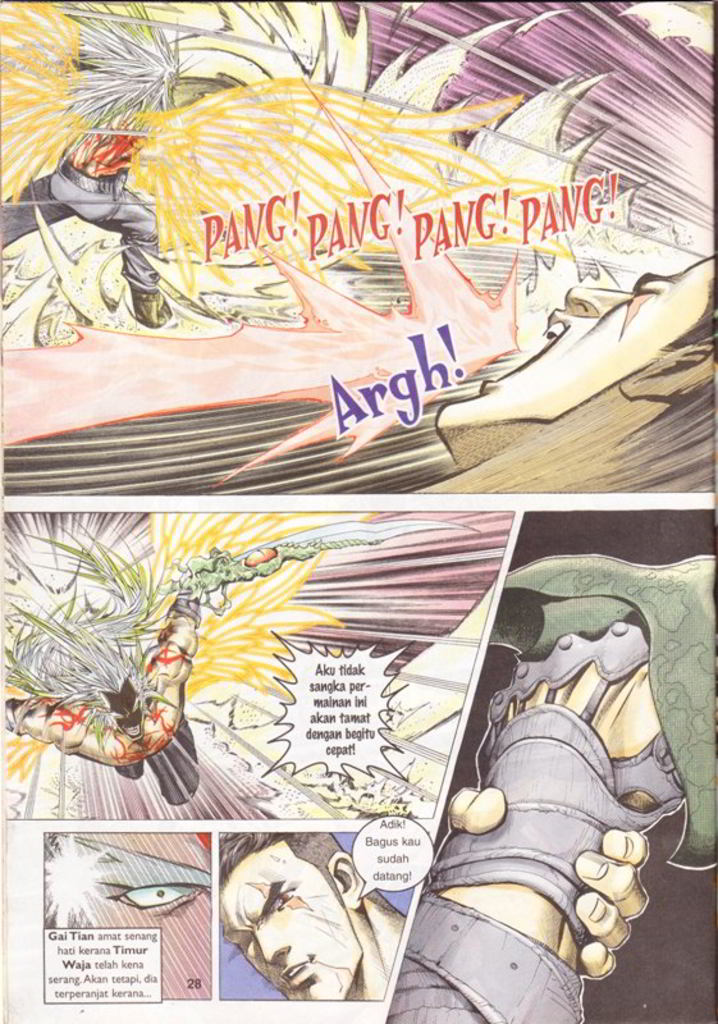 PANG! PANG! PANG! PANG!
Argh!
Aku tidak
sangka per-
mainan ini
akan tamat
dengan begitu
cepat!
Adik!
Bagus kau
sudah
datang!
Gai Tian amat senang
hati kerana Timur
Waja telah kena
serang. Akan tetapi, dia
terperanjat kerana...
28